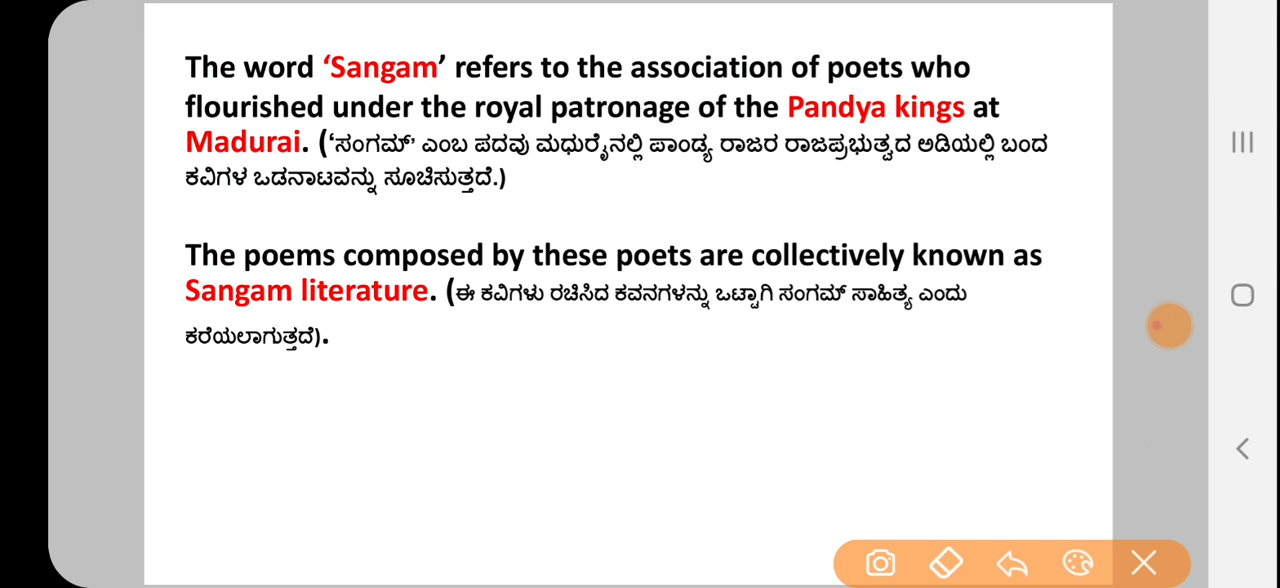 The word ‘Sangam’ refers to the association of poets who
flourished under the royal patronage of the Pandya kings at
Madurai. (‘ಸಂಗಮ್’ ಎಂಬ ಪದವು ಮಧುರೈನಲ್ಲಿ ಪಾಂಡ್ಯ ರಾಜರ ರಾಜಪ್ರಭುತ್ವದ ಅಡಿಯಲ್ಲಿ ಬಂದ
ಕವಿಗಳ ಒಡನಾಟವನ್ನು ಸೂಚಿಸುತ್ತದೆ.)
The poems composed by these poets are collectively known as
Sangam literature. (ಈ ಕವಿಗಳು ರಚಿಸಿದ ಕವನಗಳನ್ನು ಒಟ್ಟಾಗಿ ಸಂಗಮ್ ಸಾಹಿತ್ಯ ಎಂದು
ಕರೆಯಲಾಗುತ್ತದೆ).